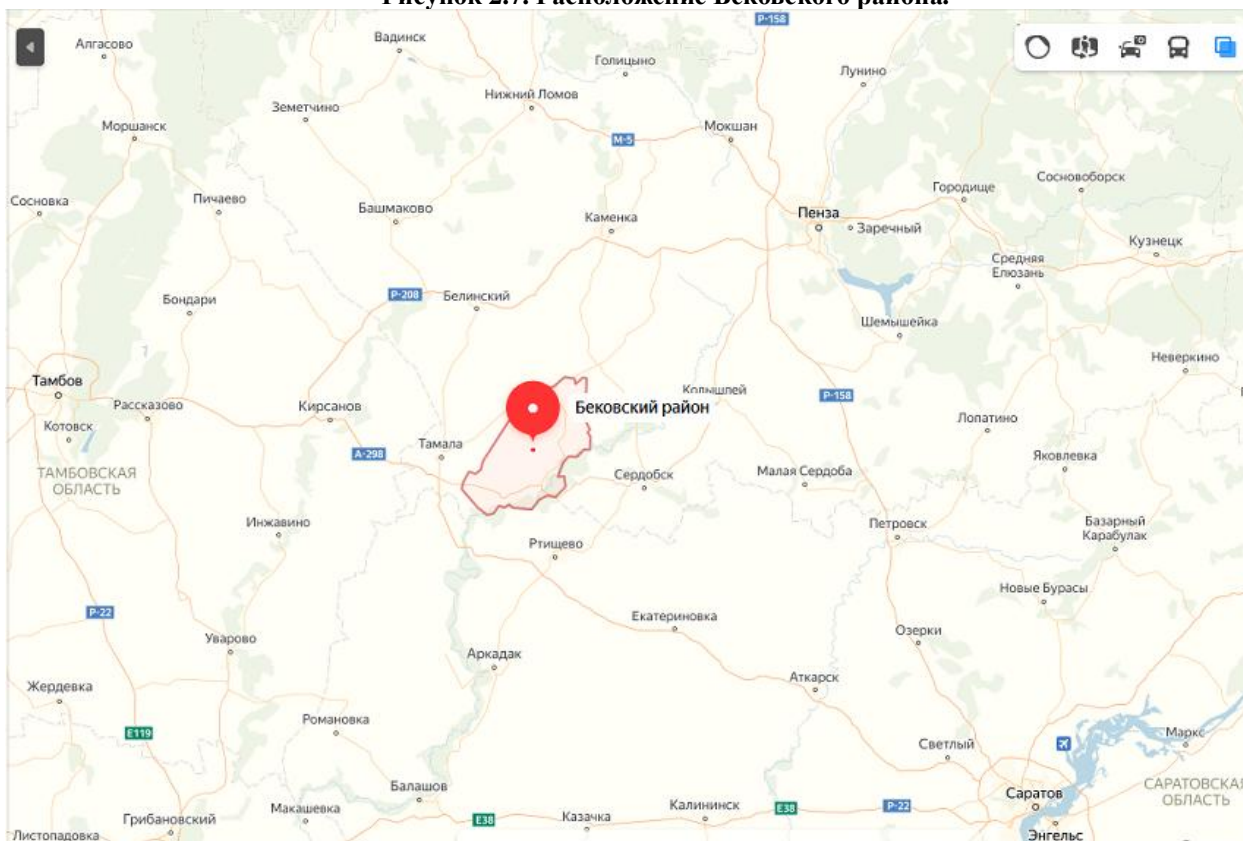 Рисунок 2.7. Расположение Бековского района.
Р-158
Алгасово
Вадинск
Голицыно
Лунино
Нижний Ломов
Земетчино
Моршанск
Мокшан
М-5
Сосновоборск
Городище
Сосновка
Пичаево
Башмаково
Каменка
Пенза
Заречный
Кузнецк
Средняя
Елюзань
Р-208
Белинский
Бондари
Шемышейка
Неверкино
Тамбов
Колышлей
Р-158
Рассказово
Кирсанов
Бековский район
Лопатино
Котовск
Тамала
А-298
Яковлевка
ТАМБОВСКАЯ
ОБЛАСТЬ
Сердобск
Малая Сердоба
Инжавино
Петровск
Базарный
Карабулак
Ртищево
Новые Бурасы
Р-22
Екатериновка
Уварово
Озерки
Аркадак
Аткарск
Жердевка
Романовка
Е119
Светлый
Маркс
САРАТОВСКАЯ
ОБЛАСТЬ
Балашов
Саратов
Макашевка
Калининск
Е38
Р-22
Грибановский
Е38
Казачка
Листопадовка
Энгельс